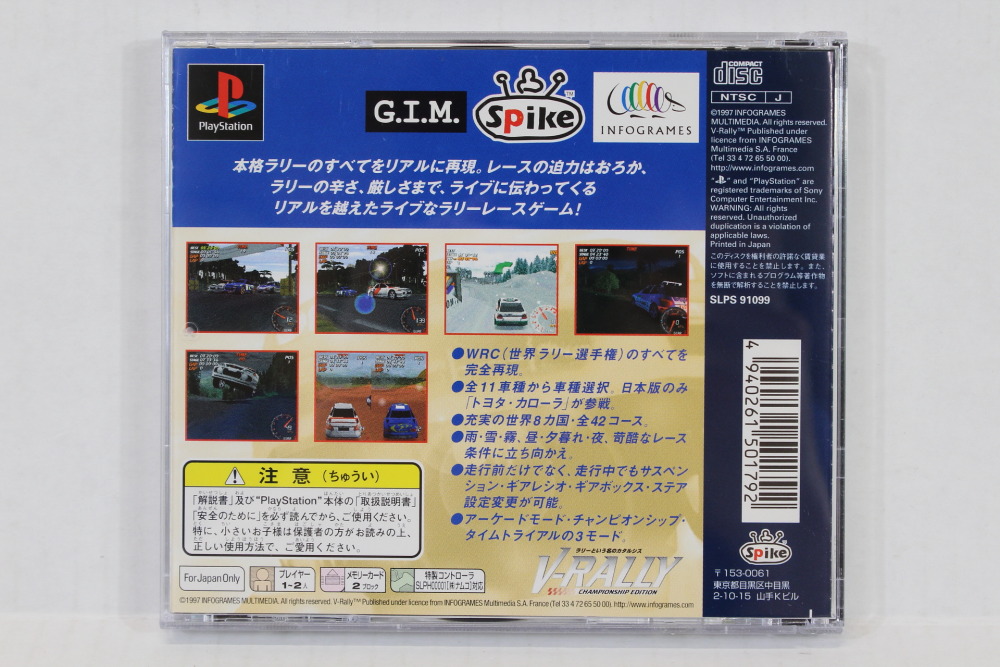 PlayStation
G.I.M.
Spike
TM
INFOGRAMES
本格ラリーのすべてをリアルに再現。レースの迫力はおろか、
ラリーの辛さ、厳しさまで、ライブに伝わってくる
リアルを越えたライブなラリーレースゲーム!
COMPACT
disc
NTSC J
©1997 INFOGRAMES
MULTIMEDIA. All rights reserved.
V-Rally™ Published under
licence from INFOGRAMES
Multimedia S.A. France
(Tel 33 4 72 65 50 00).
http://www.infogrames.com
" " and "PlayStation" are
registered trademarks of Sony
Computer Entertainment Inc.
WARNING: All rights
reserved. Unauthorized
duplication is a violation of
applicable laws.
Printed in Japan
このディスクを権利者の許諾なく賃貸業
に使用することを禁止します。また、
ソフトに含まれるプログラム等著作物
を無断で解析することを禁止します。
SLPS 91099
●WRC(世界ラリー選手権)のすべてを
完全再現。
●全11車種から車種選択。日本版のみ
「トヨタ・カローラ」が参戦。
●充実の世界8カ国・全42コース。
●雨・雪・霧、昼・夕暮れ・夜、苛酷なレース
条件に立ち向かえ。
●走行前だけでなく、走行中でもサスペン
ション・ギアレシオ・ギアボックス・ステア
設定変更が可能。
●アーケードモード・チャンピオンシップ・
タイムトライアルの3モード。
注意(ちゅうい)
「解説書」及び"PlayStation"本体の「取扱説明書」
「安全のために」を必ず読んでから、ご使用ください。
特に、小さいお子様は保護者の方がお読みの上、
正しい使用方法で、ご愛用ください。
For Japan Only
プレイヤー
1~2人
メモリーカード
2ブロック
特製コントローラ
SLPH00001(㈱ナムコ)対応
ラリーという名のカタルシス
V-RALLY
CHAMPIONSHIP EDITION
©1997 INFOGRAMES MULTIMEDIA. All rights reserved. V-Rally™ Published under licence from INFOGRAMES Multimedia S.A. France (Tel 33 4 72 65 50 00). http://www.infogrames.com
4 940261 501792
Spike
〒153-0061
東京都目黒区中目黒
2-10-15 山手Kビル